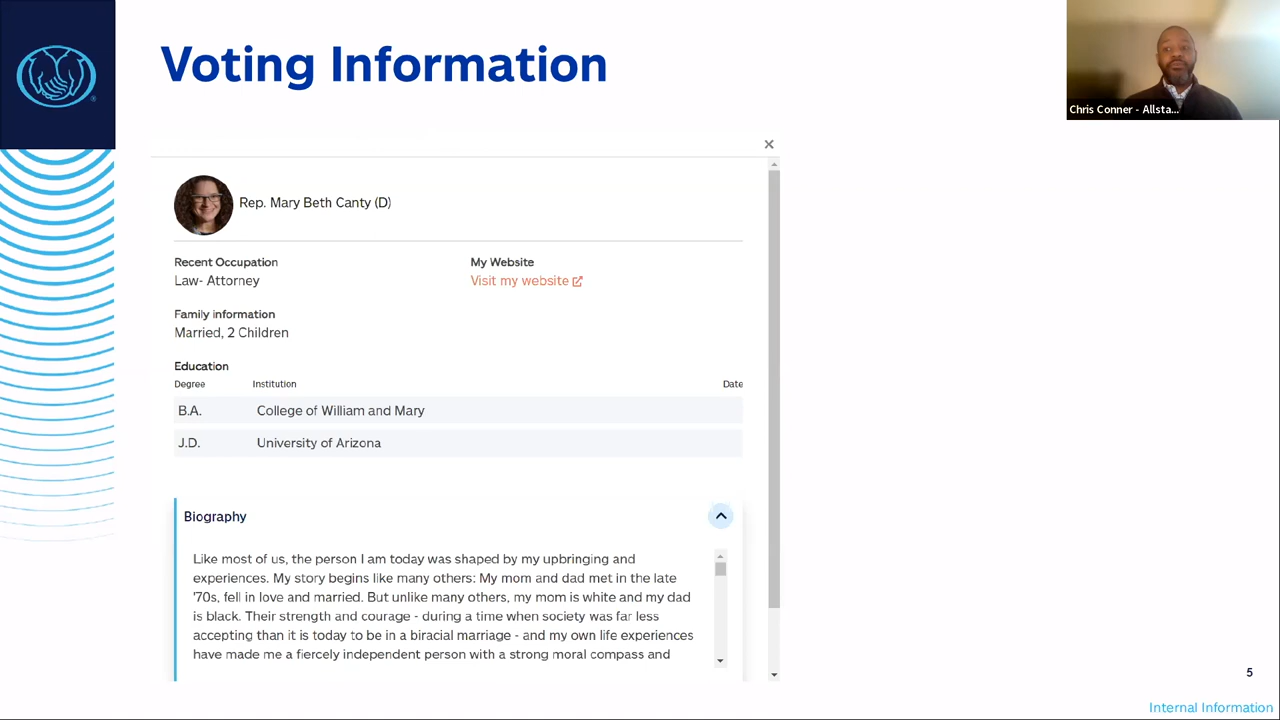 Voting Information
Chris Conner - Allsta...
Rep. Mary Beth Canty (D)
Recent Occupation
My Website
Law- Attorney
Visit my website
Family information
Married, 2 Children
Education
Degree Institution Date
B.A. College of William and Mary
J.D. University of Arizona
Biography
Like most of us, the person I am today was shaped by my upbringing and
experiences. My story begins like many others: My mom and dad met in the late
'70s, fell in love and married. But unlike many others, my mom is white and my dad
is black. Their strength and courage - during a time when society was far less
accepting than it is today to be in a biracial marriage - and my own life experiences
have made me a fiercely independent person with a strong moral compass and
5
Internal Information